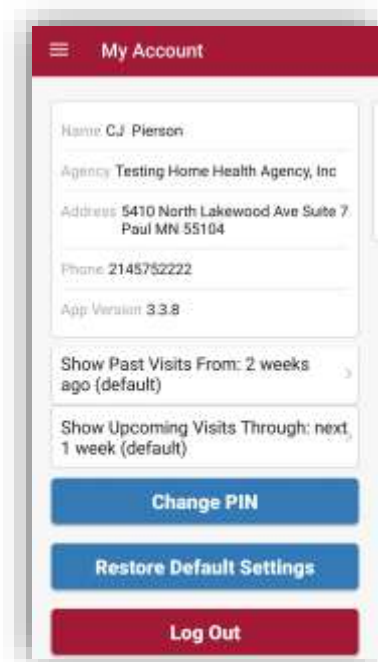 My Account
Name CJ Pierson
Agency Testing Home Health Agency, Inc
Address 5410 North Lakewood Ave Suite 7
Paul MN 55104
Phone 2145752222
App Version 3.3.8
Show Past Visits From: 2 weeks
ago (default)
Show Upcoming Visits Through: next
1 week (default)
Change PIN
Restore Default Settings
Log Out